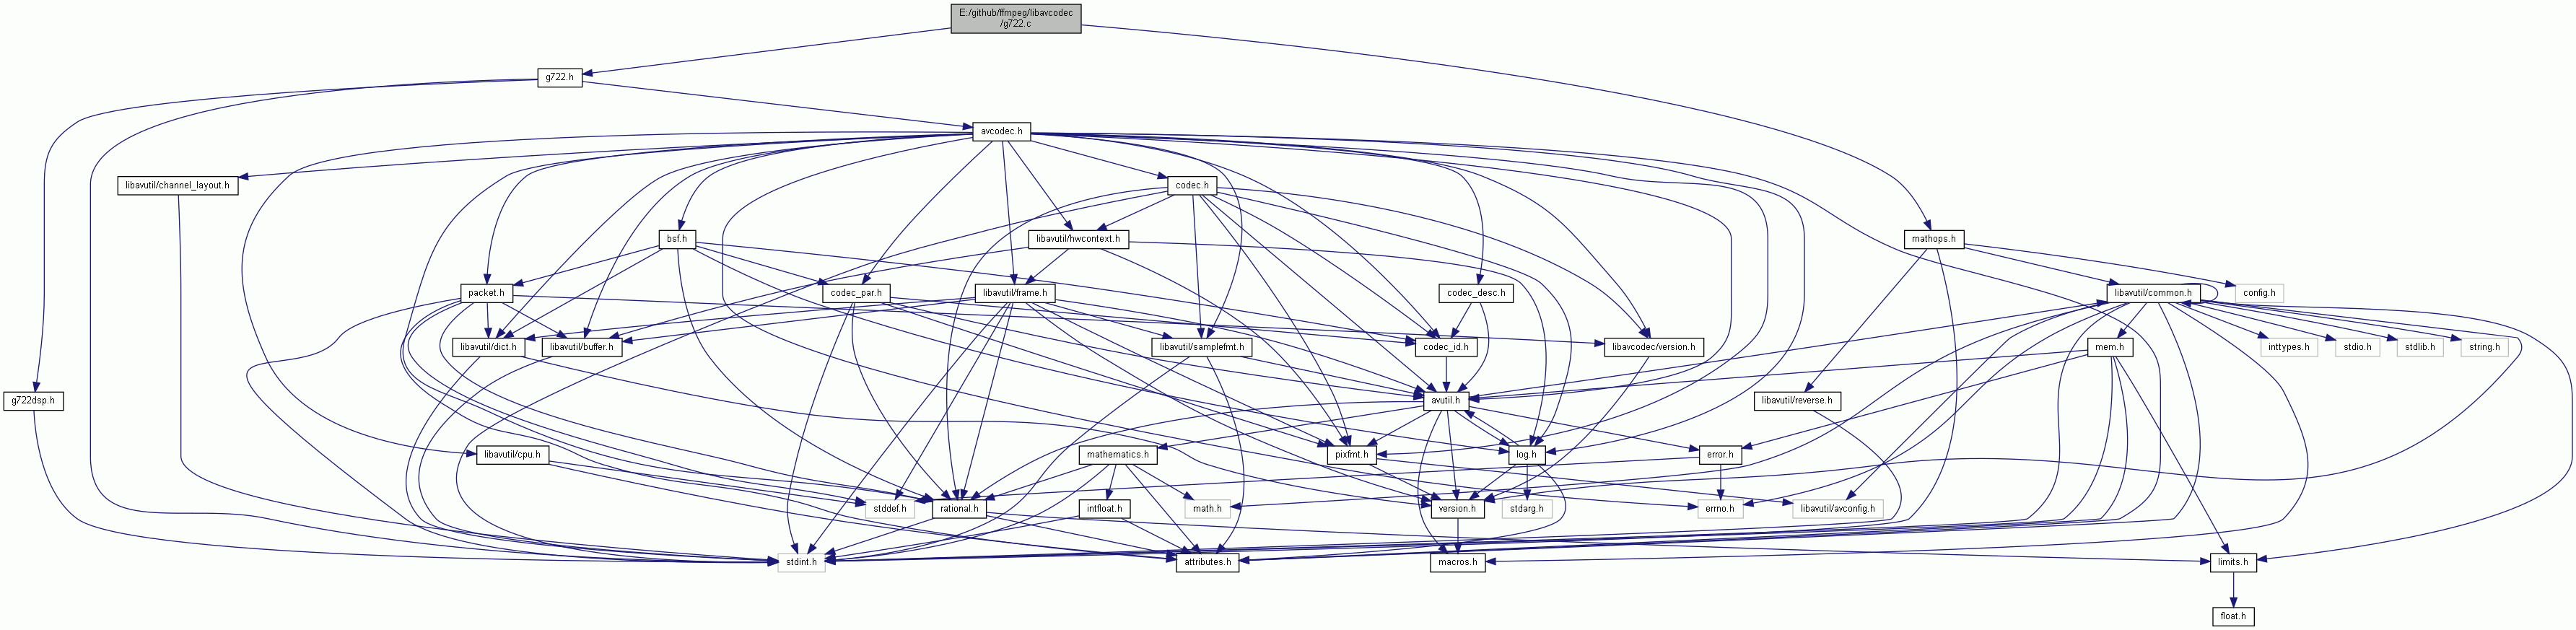 E:/github/ffmpeg/libavcodec
/g722.c
g722.h
avcodec.h
libavutil/channel_layout.h
codec.h
bsf.h
libavutil/hwcontext.h
mathops.h
packet.h
codec_par.h
libavutil/frame.h
codec_desc.h
libavutil/common.h
config.h
libavutil/dict.h
libavutil/buffer.h
libavutil/samplefmt.h
codec_id.h
libavcodec/version.h
mem.h
inttypes.h
stdio.h
stdlib.h
string.h
g722dsp.h
avutil.h
libavutil/reverse.h
libavutil/cpu.h
mathematics.h
pixfmt.h
log.h
error.h
stddef.h
rational.h
intfloat.h
math.h
version.h
stdarg.h
errno.h
libavutil/avconfig.h
stdint.h
attributes.h
macros.h
limits.h
float.h